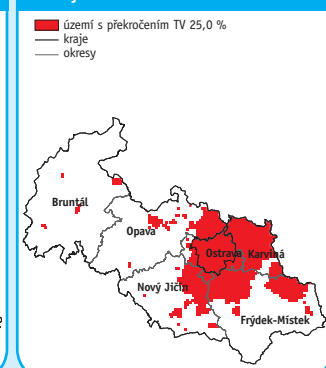 území s překročením TV 25,0 %
kraje
okresy
Bruntál
Opava
Ostrava
Karviná
Nový Jičín
Frýdek-Místek